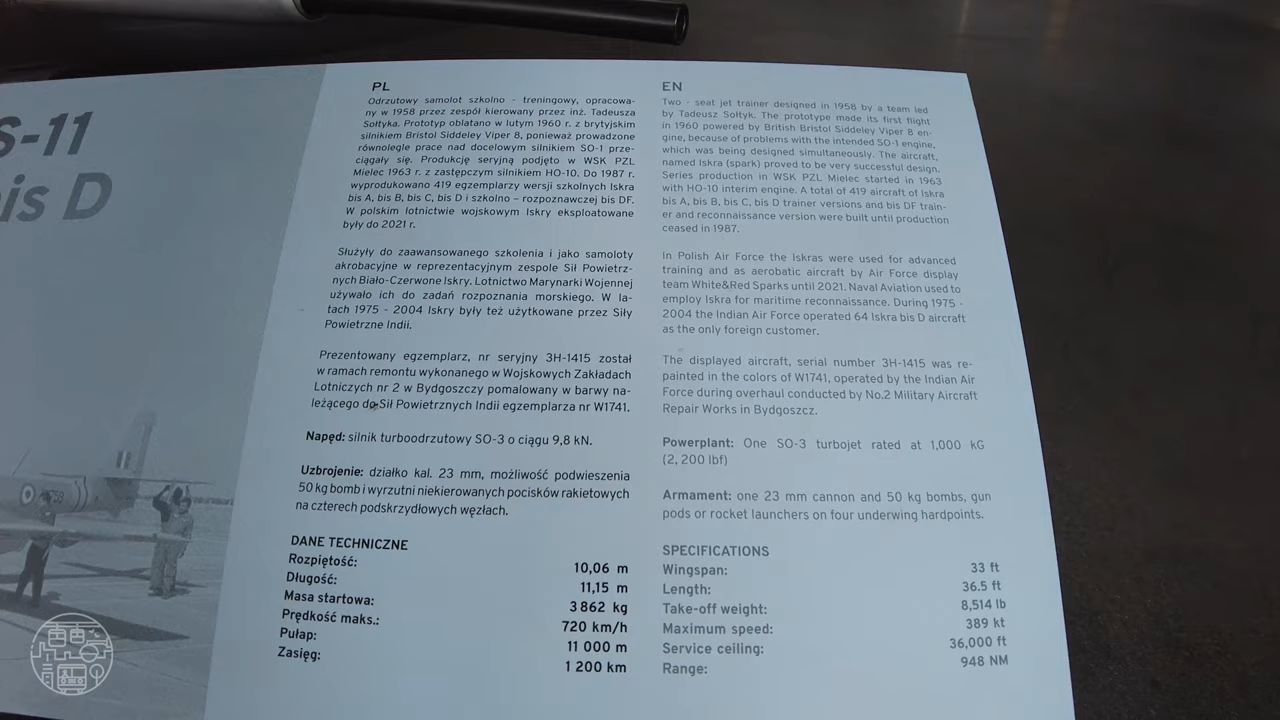 S-11
bis D
PL
Odrzutowy samolot szkolno - treningowy, opracowa-
ny w 1958 przez zespół kierowany przez inż. Tadeusza
Sołtyka. Prototyp oblatano w lutym 1960 r. z brytyjskim
silnikiem Bristol Siddeley Viper 8, ponieważ prowadzone
równolegle prace nad docelowym silnikiem SO-1 prze-
ciągały się. Produkcję seryjną podjęto w WSK PZL
Mielec 1963 r. z zastępczym silnikiem HO-10. Do 1987 r.
wyprodukowano 419 egzemplarzy wersji szkolnych Iskra
bis A, bis B, bis C, bis D i szkolno – rozpoznawczej bis DF.
W polskim lotnictwie wojskowym Iskry eksploatowane
były do 2021 r.
Służyły do zaawansowanego szkolenia i jako samoloty
akrobacyjne w reprezentacyjnym zespole Sił Powietrz-
nych Biało-Czerwone Iskry. Lotnictwo Marynarki Wojennej
używało ich do zadań rozpoznania morskiego. W la-
tach 1975 - 2004 Iskry były też użytkowane przez Siły
Powietrzne Indii.
Prezentowany egzemplarz, nr seryjny 3H-1415 został
w ramach remontu wykonanego w Wojskowych Zakładach
Lotniczych nr 2 w Bydgoszczy pomalowany w barwy na-
leżącego do Sił Powietrznych Indii egzemplarza nr W1741.
Napęd: silnik turboodrzutowy SO-3 o ciągu 9,8 kN.
Uzbrojenie: działko kal. 23 mm, możliwość podwieszenia
50 kg bomb i wyrzutni niekierowanych pocisków rakietowych
na czterech podskrzydłowych węzłach.
DANE TECHNICZNE
Rozpiętość: 10,06 m
Długość: 11,15 m
Masa startowa: 3 862 kg
Prędkość maks.: 720 km/h
Pułap: 11 000 m
Zasięg: 1 200 km
EN
Two - seat jet trainer designed in 1958 by a team led
by Tadeusz Sołtyk. The prototype made its first flight
in 1960 powered by British Bristol Siddeley Viper 8 en-
gine, because of problems with the intended SO-1 engine,
which was being designed simultaneously. The aircraft,
named Iskra (spark) proved to be very successful design.
Series production in WSK PZL Mielec started in 1963
with HO-10 interim engine. A total of 419 aircraft of Iskra
bis A, bis B, bis C, bis D trainer versions and bis DF train-
er and reconnaissance version were built until production
ceased in 1987.
In Polish Air Force the Iskras were used for advanced
training and as aerobatic aircraft by Air Force display
team White&Red Sparks until 2021. Naval Aviation used to
employ Iskra for maritime reconnaissance. During 1975 -
2004 the Indian Air Force operated 64 Iskra bis D aircraft
as the only foreign customer.
The displayed aircraft, serial number 3H-1415 was re-
painted in the colors of W1741, operated by the Indian Air
Force during overhaul conducted by No.2 Military Aircraft
Repair Works in Bydgoszcz.
Powerplant: One SO-3 turbojet rated at 1,000 kG
(2, 200 lbf)
Armament: one 23 mm cannon and 50 kg bombs, gun
pods or rocket launchers on four underwing hardpoints.
SPECIFICATIONS
Wingspan: 33 ft
Length: 36.5 ft
Take-off weight: 8,514 lb
Maximum speed: 389 kt
Service ceiling: 36,000 ft
Range: 948 NM